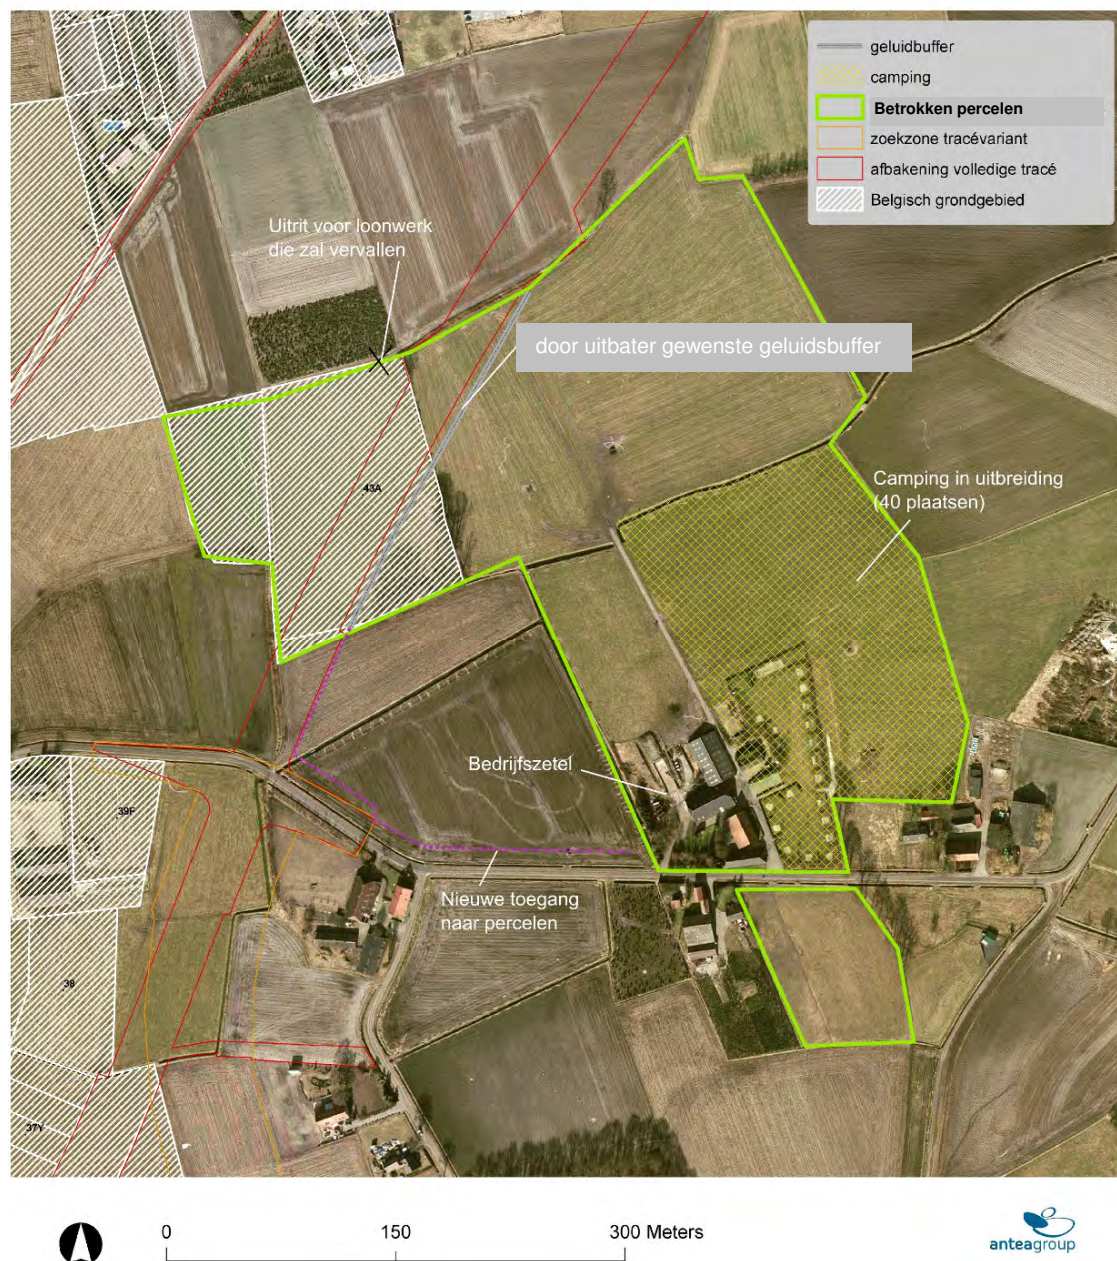 geluidbuffer
camping
Betrokken percelen
zoekzone tracévariant
afbakening volledige tracé
Belgisch grondgebied
Uitrit voor loonwerk
die zal vervallen
door uitbater gewenste geluidsbuffer
43A
Camping in uitbreiding
(40 plaatsen)
Bedrijfszetel
39F
Nieuwe toegang
naar percelen
38
37Y
0 150 300 Meters
anteagroup